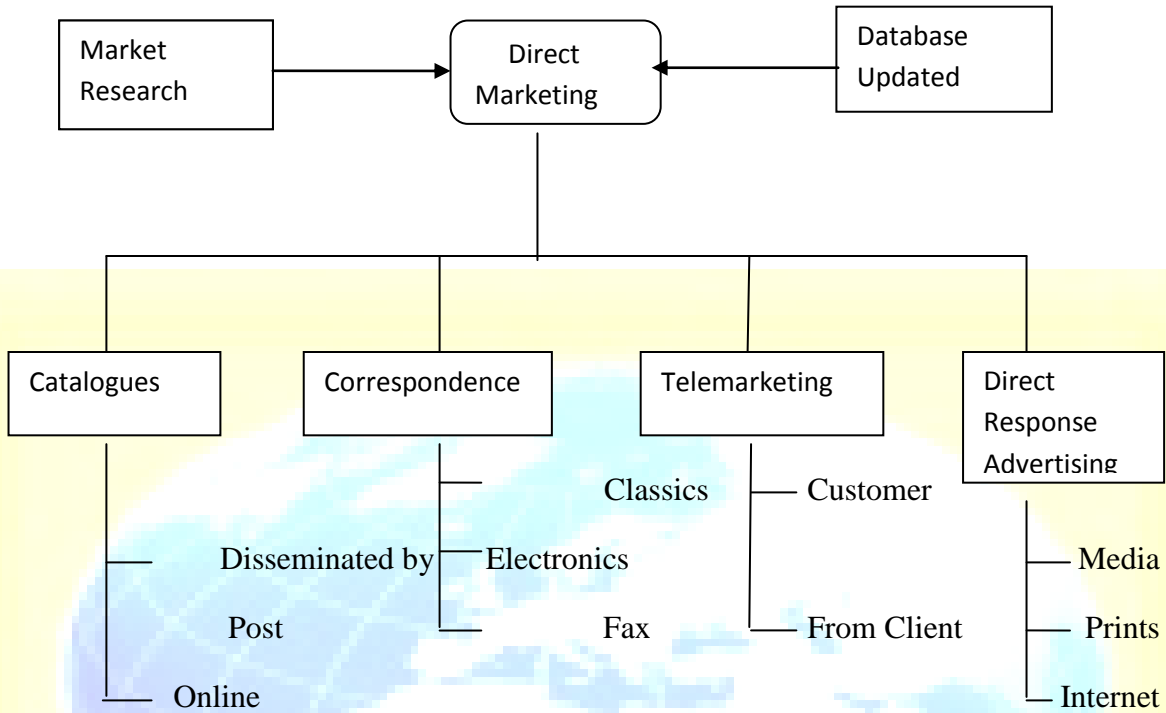 Market
Research
Direct
Marketing
Database
Updated
Catalogues
Correspondence
Telemarketing
Direct
Response
Advertising
Disseminated by
Post
Online
Classics
Electronics
Fax
Customer
From Client
Media
Prints
Internet